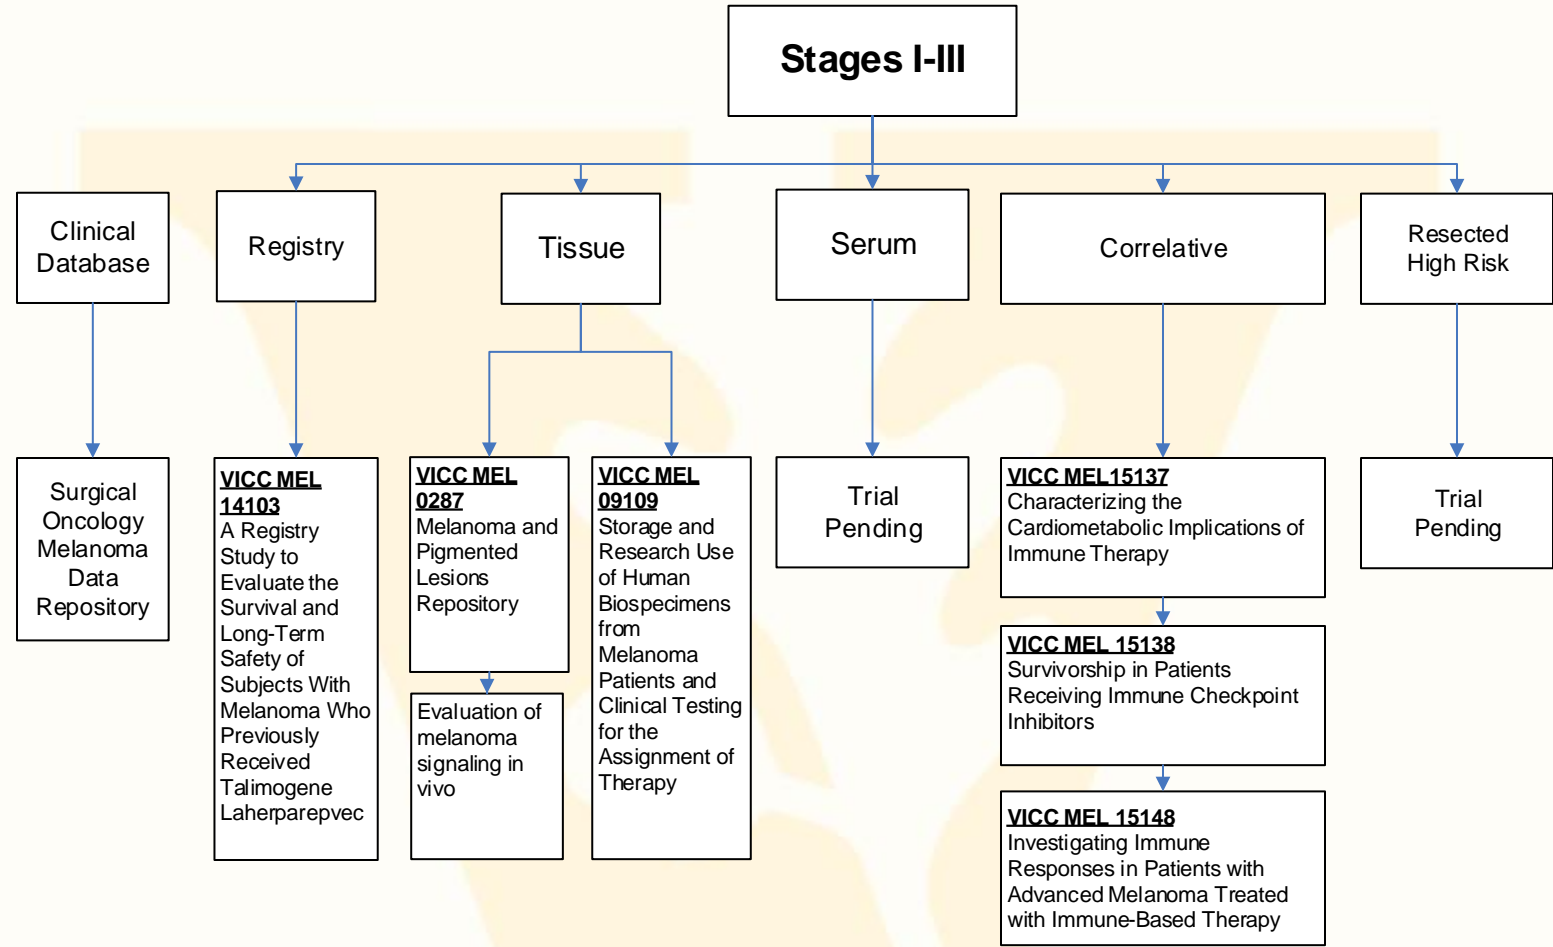 Stages I-III
Clinical
Database
Registry
Tissue
Serum
Correlative
Resected
High Risk
Surgical
Oncology
Melanoma
Data
Repository
VICC MEL
14103
A Registry
Study to
Evaluate the
Survival and
Long-Term
Safety of
Subjects With
Melanoma Who
Previously
Received
Talimogene
Laherparepvec
VICC MEL
0287
Melanoma and
Pigmented
Lesions
Repository
Evaluation of
melanoma
signaling in
vivo
VICC MEL
09109
Storage and
Research Use
of Human
Biospecimens
from
Melanoma
Patients and
Clinical Testing
for the
Assignment of
Therapy
Trial
Pending
VICC MEL15137
Characterizing the
Cardiometabolic Implications of
Immune Therapy
VICC MEL 15138
Survivorship in Patients
Receiving Immune Checkpoint
Inhibitors
VICC MEL 15148
Investigating Immune
Responses in Patients with
Advanced Melanoma Treated
with Immune-Based Therapy
Trial
Pending